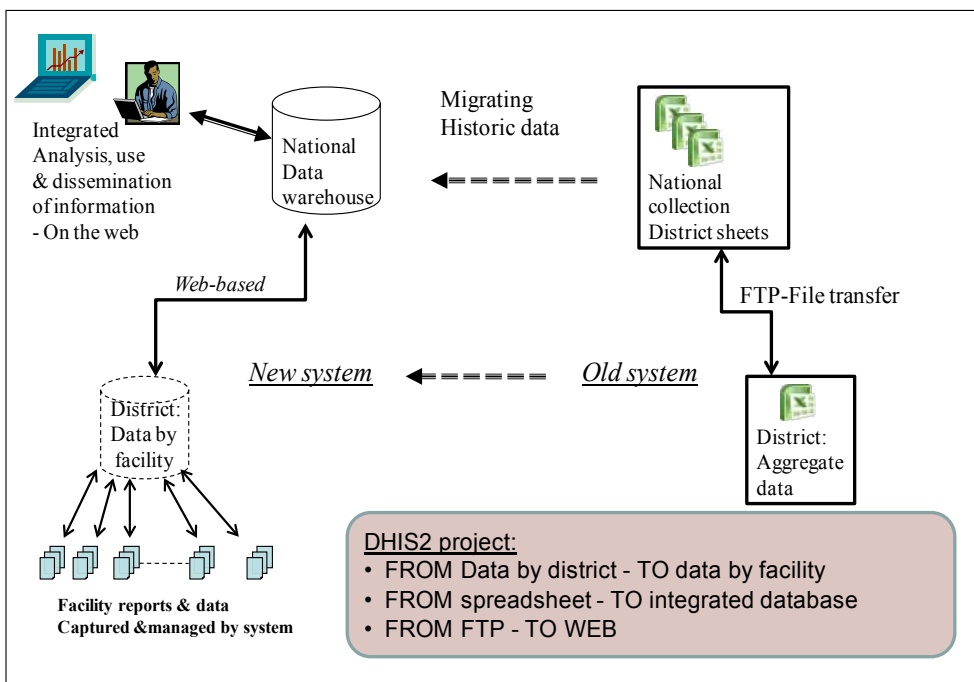 Integrated
Analysis, use
& dissemination
of information
- On the web
National
Data
warehouse
Migrating
Historic data
National
collection
District sheets
Web-based
FTP-File transfer
New system
Old system
District:
Data by
facility
District:
Aggregate
data
Facility reports & data
Captured &managed by system
DHIS2 project:
• FROM Data by district - TO data by facility
• FROM spreadsheet - TO integrated database
• FROM FTP - TO WEB